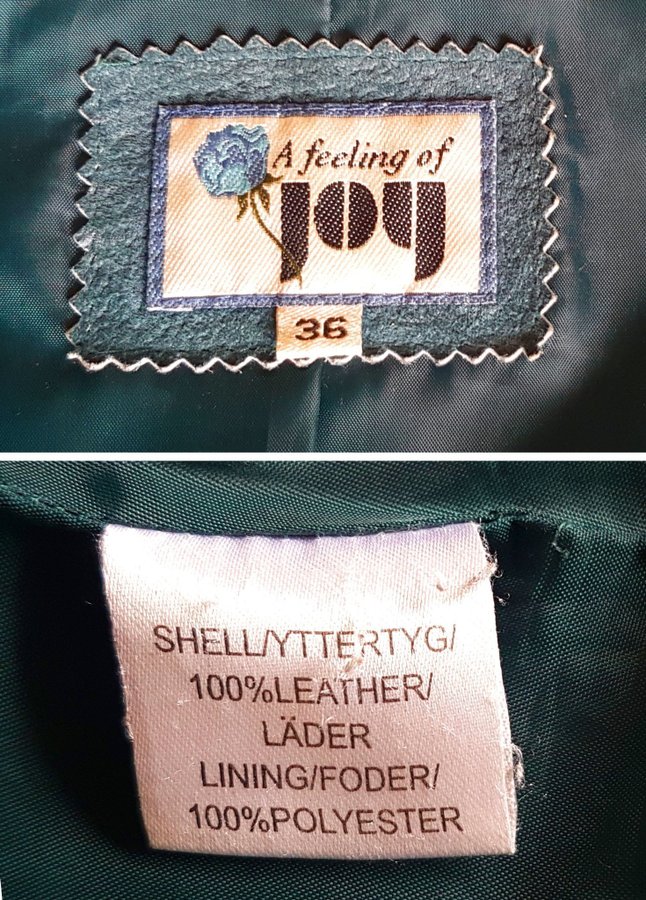 A feeling of
joy
36
SHELL/YTTERTYG/
100%LEATHER/
LÄDER
LINING/FODER/
100%POLYESTER